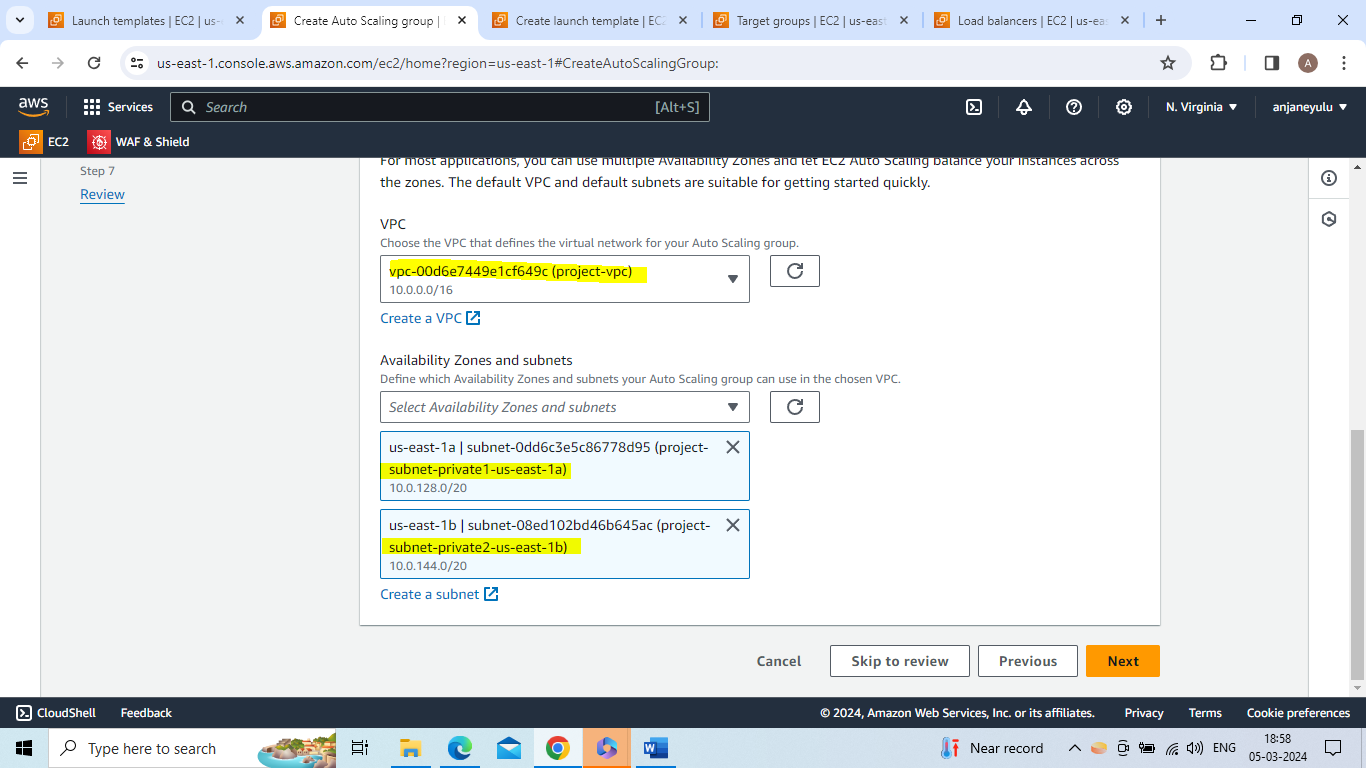 Launch templates | EC2 | us-
Create Auto Scaling group |
Create launch template | EC
Target groups | EC2 | us-east
Load balancers | EC2 | us-eas
us-east-1.console.aws.amazon.com/ec2/home?region=us-east-1#CreateAutoScalingGroup:
A
aws
Services
Search
[Alt+S]
N. Virginia
anjaneyulu
EC2
WAF & Shield
Step 7
Review
For most applications, you can use multiple Availability Zones and let EC2 Auto Scaling balance your instances across
the zones. The default VPC and default subnets are suitable for getting started quickly.
VPC
Choose the VPC that defines the virtual network for your Auto Scaling group.
vpc-00d6e7449e1cf649c (project-vpc)
10.0.0.0/16
Create a VPC
Availability Zones and subnets
Define which Availability Zones and subnets your Auto Scaling group can use in the chosen VPC.
Select Availability Zones and subnets
us-east-1a | subnet-0dd6c3e5c86778d95 (project-
subnet-private1-us-east-1a)
10.0.128.0/20
us-east-1b | subnet-08ed102bd46b645ac (project-
subnet-private2-us-east-1b)
10.0.144.0/20
Create a subnet
Cancel
Skip to review
Previous
Next
CloudShell
Feedback
© 2024, Amazon Web Services, Inc. or its affiliates.
Privacy
Terms
Cookie preferences
Type here to search
Near record
ENG
18:58
05-03-2024